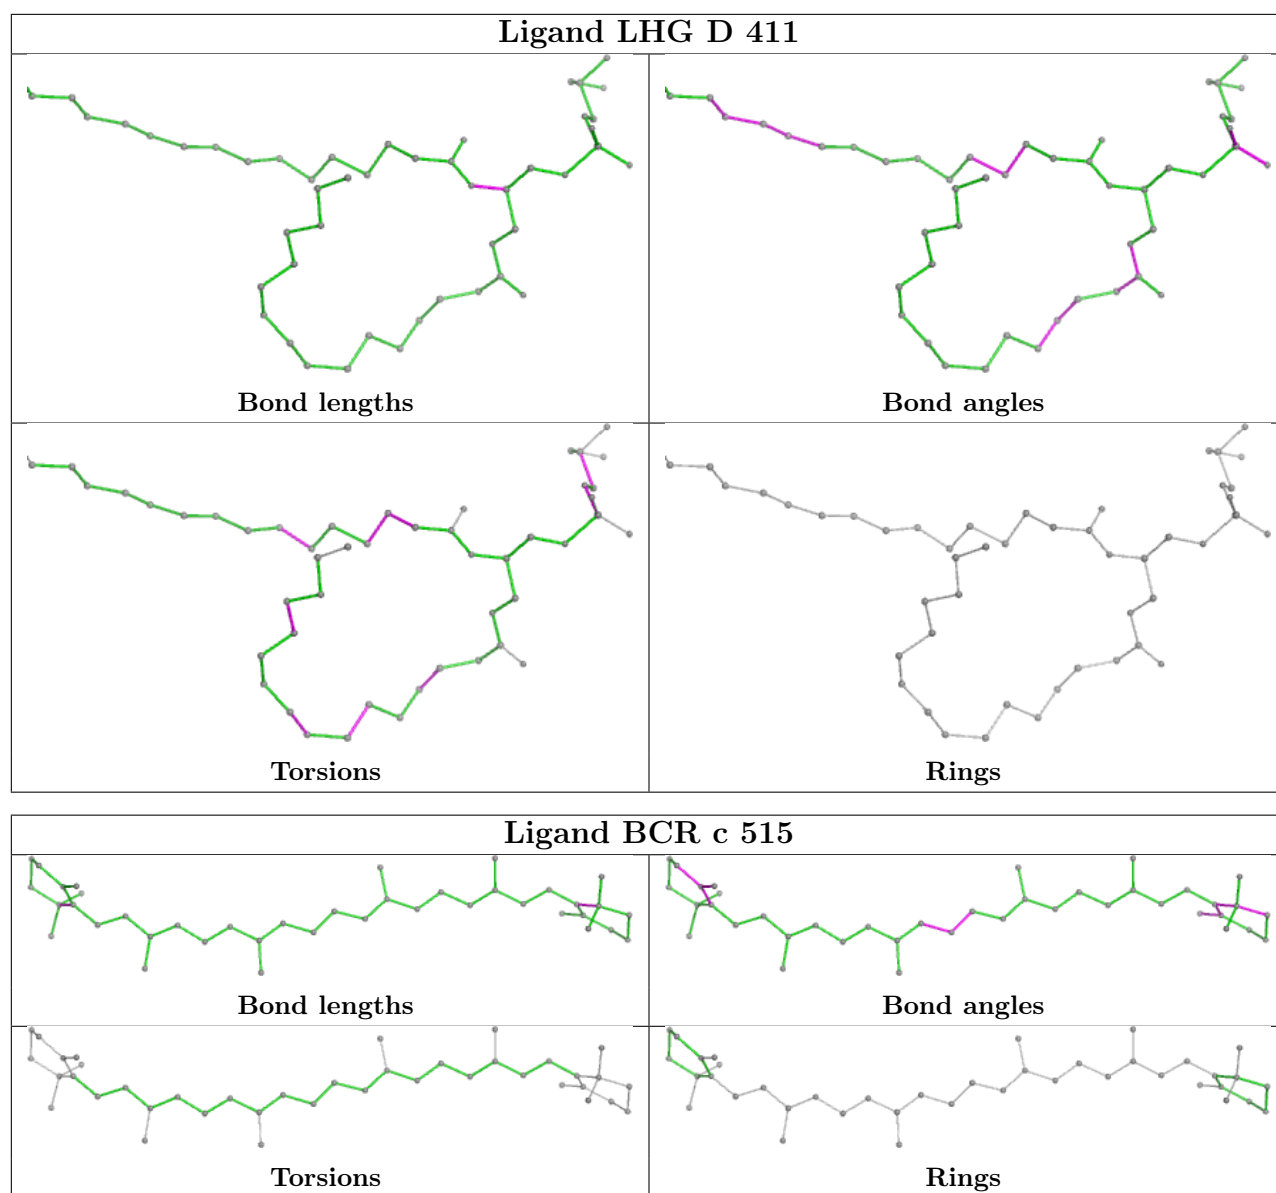 Ligand LHG D 411
Bond lengths
Bond angles
Torsions
Rings
Ligand BCR c 515
Bond lengths
Bond angles
Torsions
Rings